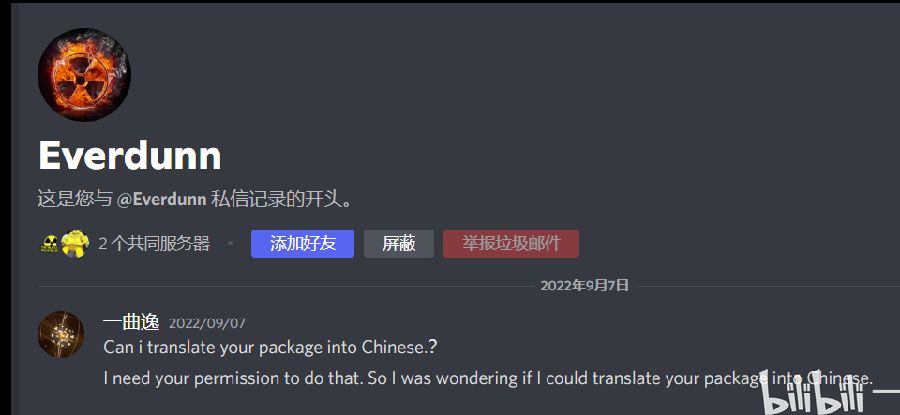 Everdunn
这是您与 @Everdunn 私信记录的开头。
2 个共同服务器 • 添加好友 屏蔽 举报垃圾邮件
2022年9月7日
一曲逸 2022/09/07
Can i translate your package into Chinese.?
I need your permission to do that. So I was wondering if I could translate your package into Chinese.
bilibili